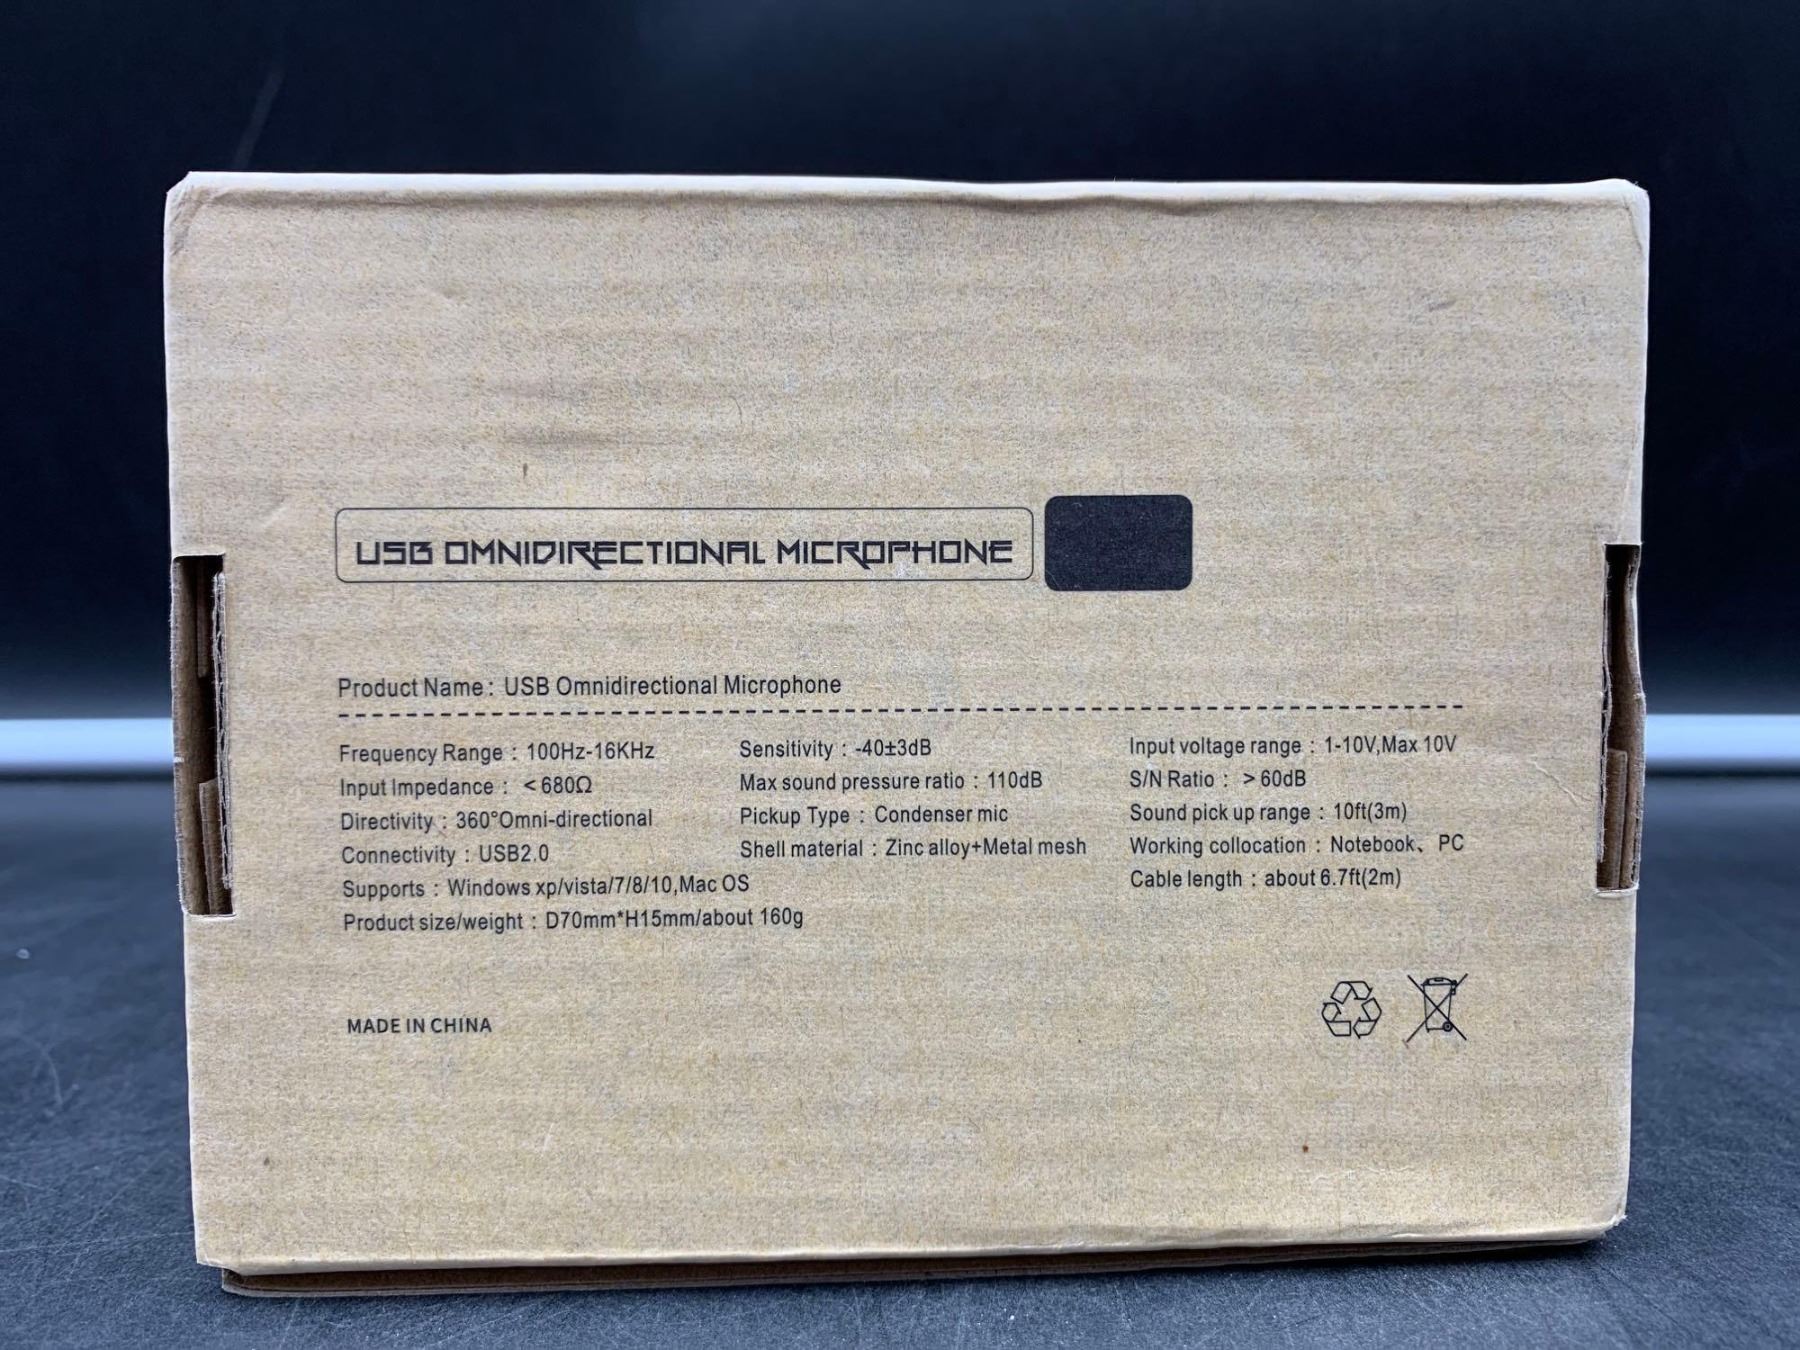 USB OMNIDIRECTIONAL MICROPHONE
Product Name : USB Omnidirectional Microphone
Frequency Range : 100Hz-16KHz
Input Impedance : <680Ω
Directivity : 360°Omni-directional
Connectivity : USB2.0
Supports : Windows xp/vista/7/8/10,Mac OS
Product size/weight : D70mm*H15mm/about 160g
Sensitivity : -40±3dB
Max sound pressure ratio : 110dB
Pickup Type : Condenser mic
Shell material : Zinc alloy+Metal mesh
Input voltage range : 1-10V,Max 10V
S/N Ratio : >60dB
Sound pick up range : 10ft(3m)
Working collocation : Notebook、PC
Cable length : about 6.7ft(2m)
MADE IN CHINA